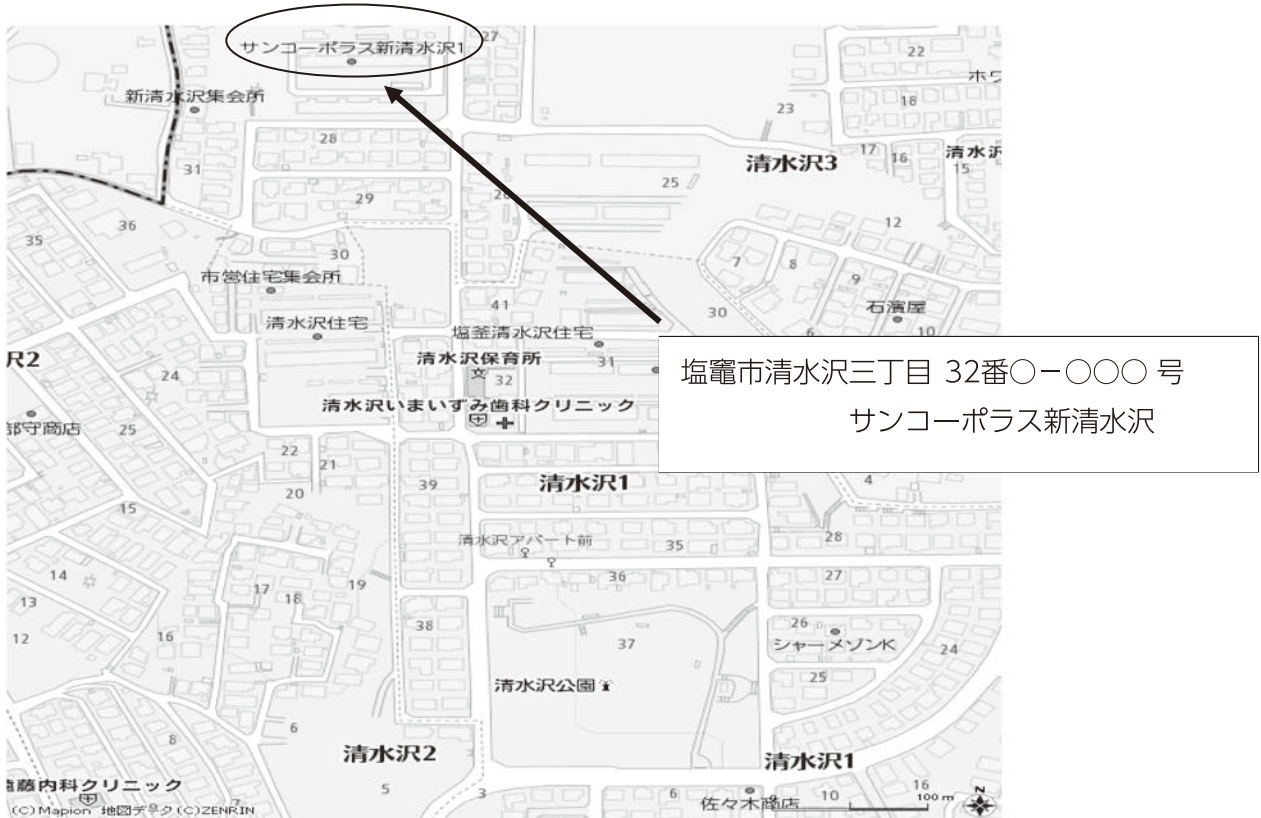 サンコーポラス新清水沢1
27
22
ホワ
新清水沢集会所
18
23
28
清水沢3
17
16
清水沢
15
31
25
29
26
12
36
35
30
7
8
9
市営住宅集会所
石濱屋
41
30
清水沢住宅
塩釜清水沢住宅
6
10
沢2
清水沢保育所
31
塩竈市清水沢三丁目 32番○－○○○ 号
サンコーポラス新清水沢
24
32
清水沢いまいずみ歯科クリニック
部守商店
25
22
21
39
清水沢1
4
20
15
清水沢アパート前
35
28
14
17
18
19
36
27
13
12
16
38
37
26
シャーメゾンK
24
25
清水沢公園
6
8
清水沢2
清水沢1
遠藤内科クリニック
5
3
6
佐々木商店
10
16
100 m
N
7
(C)Mapion 地図データ(C)ZENRIN